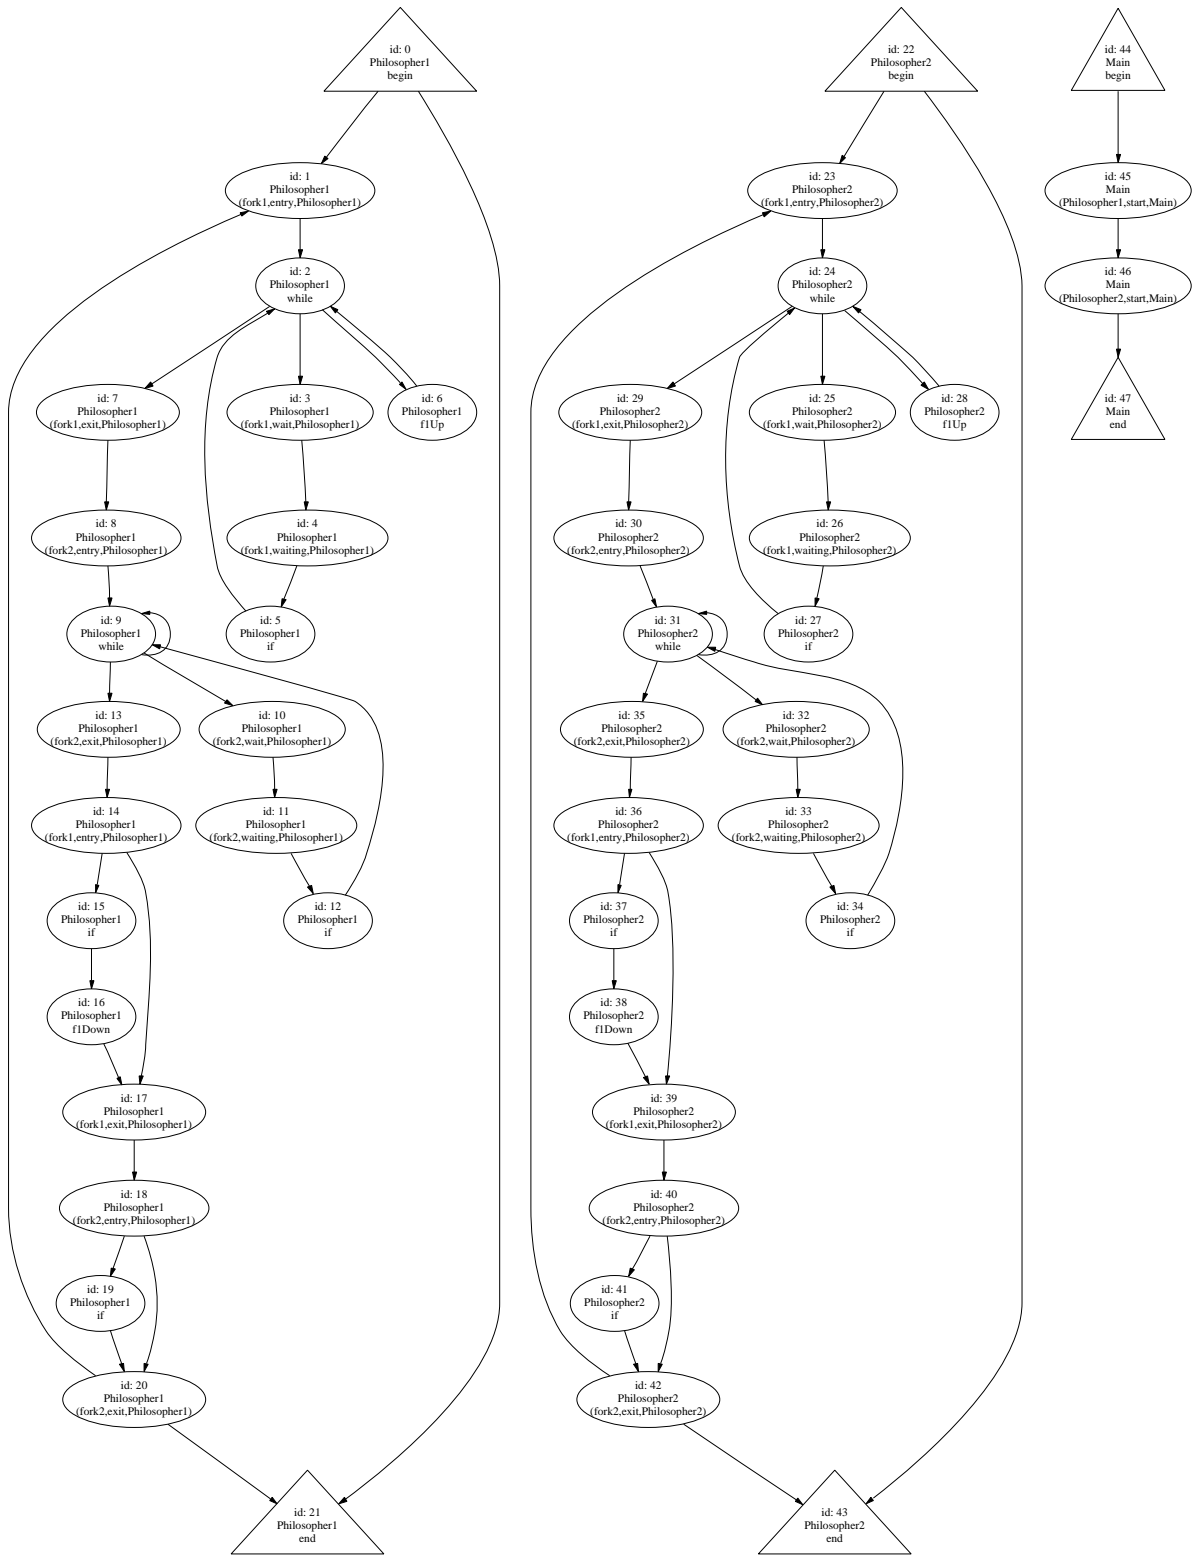 id: 0
Philosopher1
begin
id: 1
Philosopher1
(fork1,entry,Philosopher1)
id: 2
Philosopher1
while
id: 7
Philosopher1
(fork1,exit,Philosopher1)
id: 3
Philosopher1
(fork1,wait,Philosopher1)
id: 6
Philosopher1
f1Up
id: 8
Philosopher1
(fork2,entry,Philosopher1)
id: 4
Philosopher1
(fork1,waiting,Philosopher1)
id: 9
Philosopher1
while
id: 5
Philosopher1
if
id: 13
Philosopher1
(fork2,exit,Philosopher1)
id: 10
Philosopher1
(fork2,wait,Philosopher1)
id: 14
Philosopher1
(fork1,entry,Philosopher1)
id: 11
Philosopher1
(fork2,waiting,Philosopher1)
id: 15
Philosopher1
if
id: 12
Philosopher1
if
id: 16
Philosopher1
f1Down
id: 17
Philosopher1
(fork1,exit,Philosopher1)
id: 18
Philosopher1
(fork2,entry,Philosopher1)
id: 19
Philosopher1
if
id: 20
Philosopher1
(fork2,exit,Philosopher1)
id: 21
Philosopher1
end
id: 22
Philosopher2
begin
id: 23
Philosopher2
(fork1,entry,Philosopher2)
id: 24
Philosopher2
while
id: 29
Philosopher2
(fork1,exit,Philosopher2)
id: 25
Philosopher2
(fork1,wait,Philosopher2)
id: 28
Philosopher2
f1Up
id: 30
Philosopher2
(fork2,entry,Philosopher2)
id: 26
Philosopher2
(fork1,waiting,Philosopher2)
id: 31
Philosopher2
while
id: 27
Philosopher2
if
id: 35
Philosopher2
(fork2,exit,Philosopher2)
id: 32
Philosopher2
(fork2,wait,Philosopher2)
id: 36
Philosopher2
(fork1,entry,Philosopher2)
id: 33
Philosopher2
(fork2,waiting,Philosopher2)
id: 37
Philosopher2
if
id: 34
Philosopher2
if
id: 38
Philosopher2
f1Down
id: 39
Philosopher2
(fork1,exit,Philosopher2)
id: 40
Philosopher2
(fork2,entry,Philosopher2)
id: 41
Philosopher2
if
id: 42
Philosopher2
(fork2,exit,Philosopher2)
id: 43
Philosopher2
end
id: 44
Main
begin
id: 45
Main
(Philosopher1,start,Main)
id: 46
Main
(Philosopher2,start,Main)
id: 47
Main
end